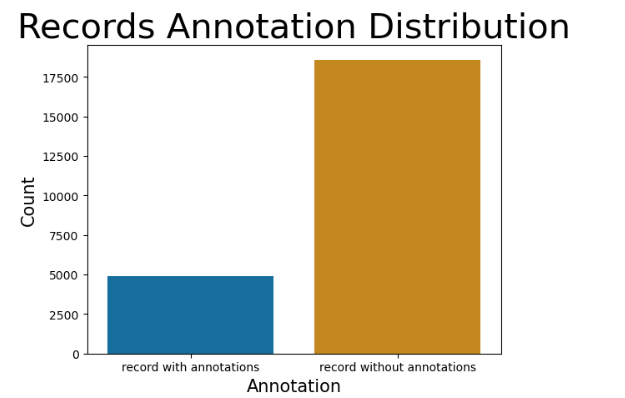 Records Annotation Distribution
17500
15000
12500
10000
7500
5000
2500
0
Count
record with annotations
record without annotations
Annotation